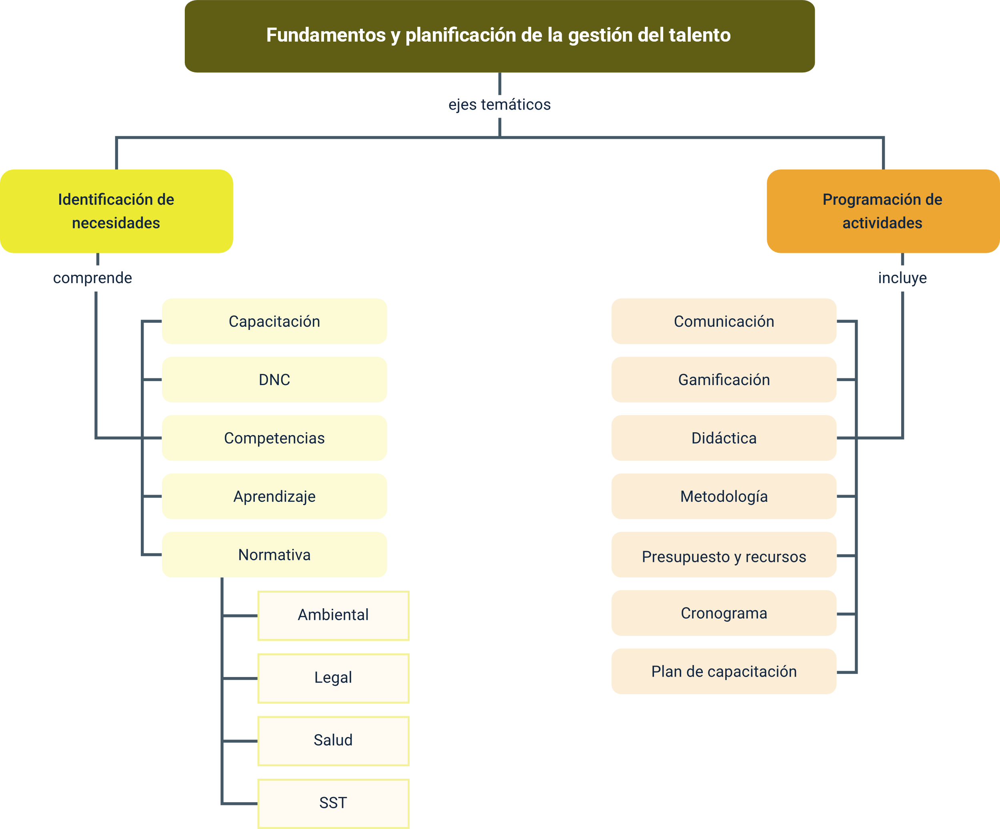 Fundamentos y planificación de la gestión del talento
ejes temáticos
Identificación de
necesidades
comprende
Capacitación
DNC
Competencias
Aprendizaje
Normativa
Ambiental
Legal
Salud
SST
Programación de
actividades
incluye
Comunicación
Gamificación
Didáctica
Metodología
Presupuesto y recursos
Cronograma
Plan de capacitación